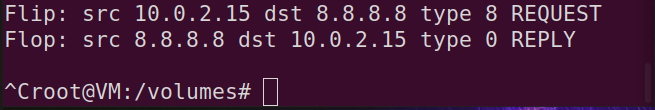 Flip: src 10.0.2.15 dst 8.8.8.8 type 8 REQUEST
Flop: src 8.8.8.8 dst 10.0.2.15 type 0 REPLY
^Croot@VM:/volumes#